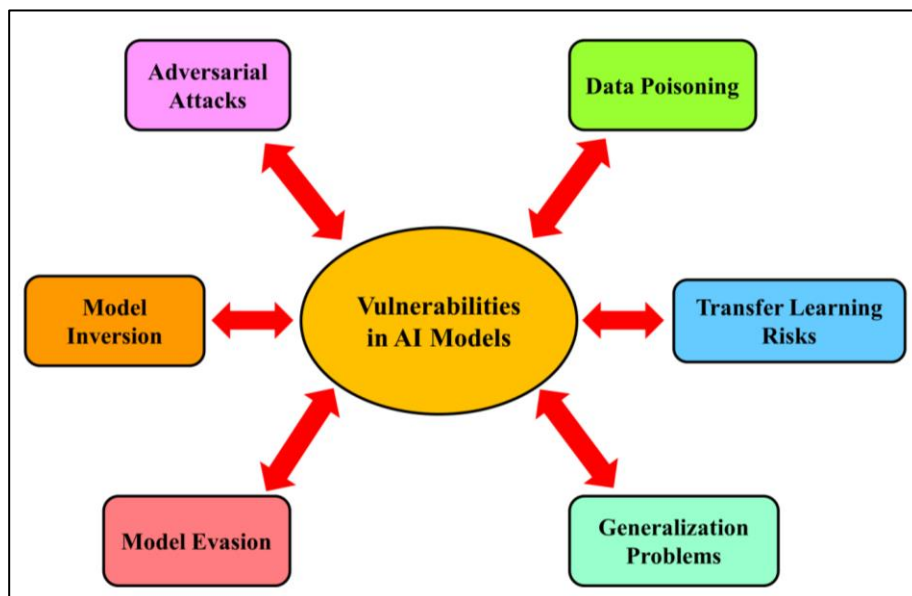 Adversarial
Attacks
Data Poisoning
Model
Inversion
Vulnerabilities
in AI Models
Transfer Learning
Risks
Model Evasion
Generalization
Problems